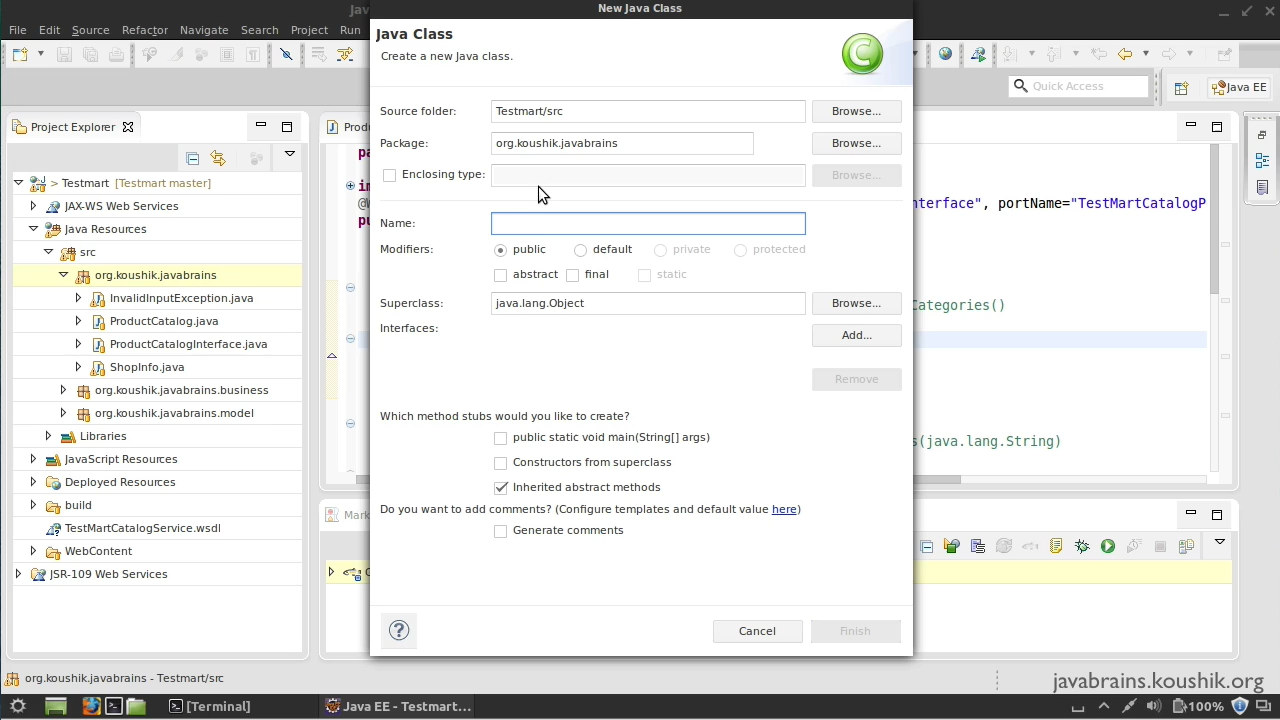 New Java Class
Jav
File Edit Source Refactor Navigate Search Project Run
Java Class
Create a new Java class.
Quick Access
Java EE
Source folder: Testmart/src Browse...
Package: org.koushik.javabrains Browse...
Enclosing type: Browse...
Name:
Modifiers: public default private protected
abstract final static
Superclass: java.lang.Object Browse...
Interfaces: Add...
Remove
Which method stubs would you like to create?
public static void main(String[] args)
Constructors from superclass
Inherited abstract methods
Do you want to add comments? (Configure templates and default value here)
Generate comments
? Cancel Finish
Project Explorer
> Testmart [Testmart master]
JAX-WS Web Services
Java Resources
src
org.koushik.javabrains
InvalidInputException.java
ProductCatalog.java
ProductCatalogInterface.java
ShopInfo.java
org.koushik.javabrains.business
org.koushik.javabrains.model
Libraries
JavaScript Resources
Deployed Resources
build
TestMartCatalogService.wsdl
WebContent
JSR-109 Web Services
Prod
pa
im
@W
pu
nterface", portName="TestMartCatalogP
Categories()
s(java.lang.String)
Mark
org.koushik.javabrains - Testmart/src
javabrains.koushik.org
[Terminal]
Java EE - Testmart...
100%